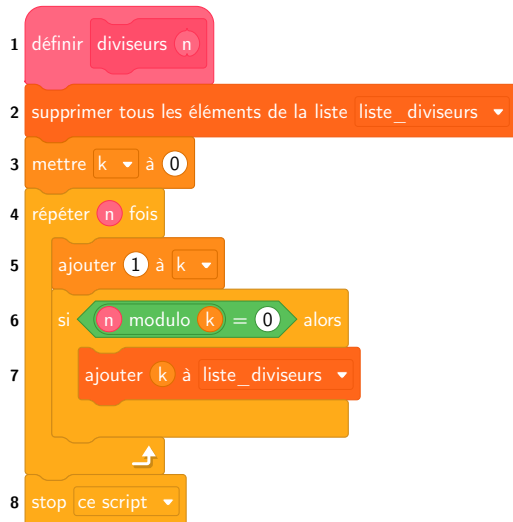 1 définir diviseurs n
2 supprimer tous les éléments de la liste liste_diviseurs
3 mettre k à 0
4 répéter n fois
5 ajouter 1 à k
6 si n modulo k = 0 alors
7 ajouter k à liste_diviseurs
8 stop ce script